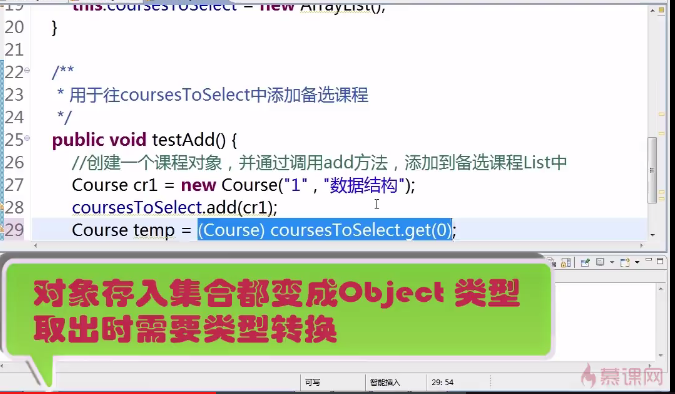 19 this.coursesToSelect = new ArrayList();
20 }
21
22 /**
23 * 用于往coursesToSelect中添加备选课程
24 */
25 public void testAdd() {
26 //创建一个课程对象，并通过调用add方法，添加到备选课程List中
27 Course cr1 = new Course("1" , "数据结构");
28 coursesToSelect.add(cr1);
29 Course temp = (Course) coursesToSelect.get(0);
对象存入集合都变成Object 类型
取出时需要类型转换
可写 智能插入 29: 54
慕课网